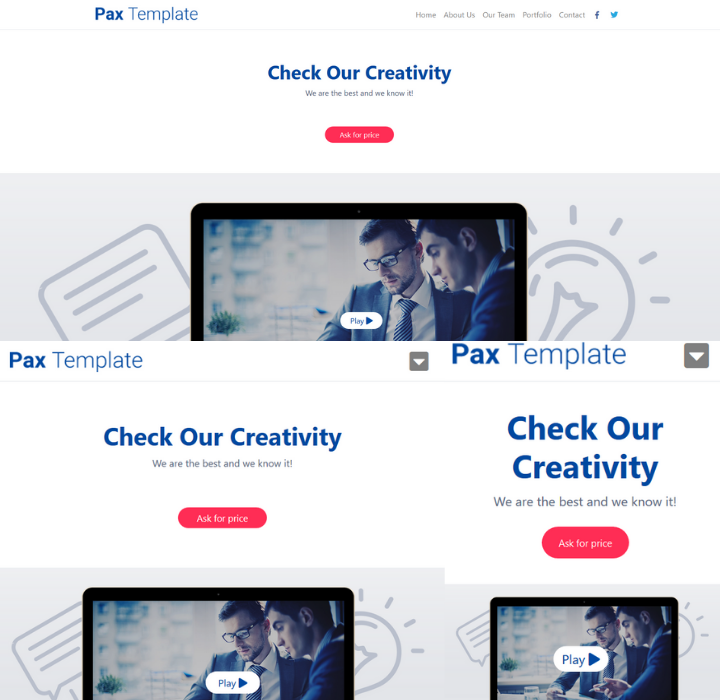 Pax Template
Home About Us Our Team Portfolio Contact
Check Our Creativity
We are the best and we know it!
Ask for price
Play
Pax Template
Check Our Creativity
We are the best and we know it!
Ask for price
Play
Pax Template
Check Our
Creativity
We are the best and we know it!
Ask for price
Play